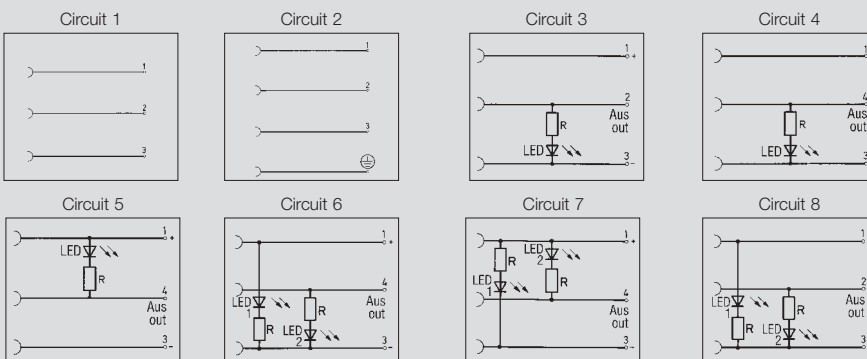 Circuit 1
1
2
3
Circuit 2
1
2
3
Circuit 3
1 +
2
Aus
out
R
LED
3 -
Circuit 4
1
4
Aus
out
R
LED
3
Circuit 5
1 +
LED
R
4
Aus
out
3 -
Circuit 6
1 +
4
Aus
out
LED
1
R
R
LED
2
3 -
Circuit 7
1 +
R
LED
2
LED
1
R
4
Aus
out
3 -
Circuit 8
1
2
Aus
out
LED
1
R
R
LED
2
3